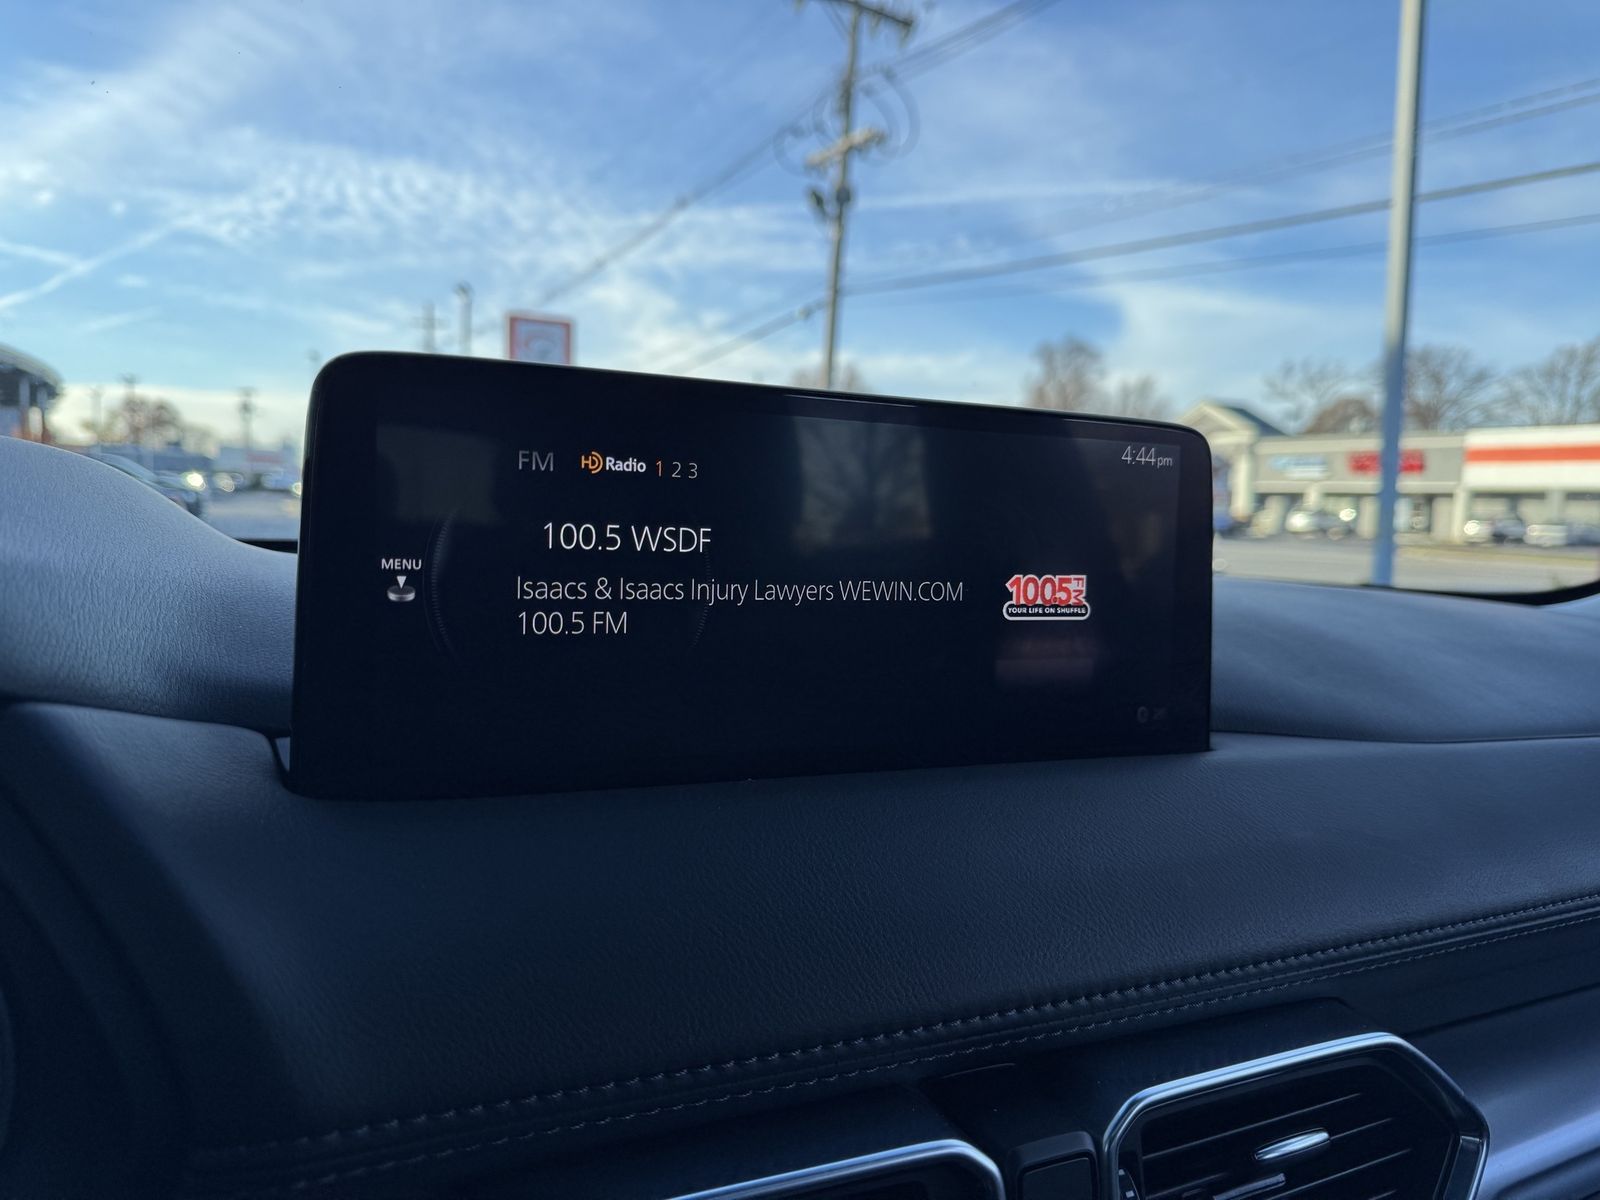 FM HD Radio 1 2 3
4:44pm
100.5 WSDF
MENU
Isaacs & Isaacs Injury Lawyers WEWIN.COM
100.5 FM
100.5 FM
YOUR LIFE ON SHUFFLE